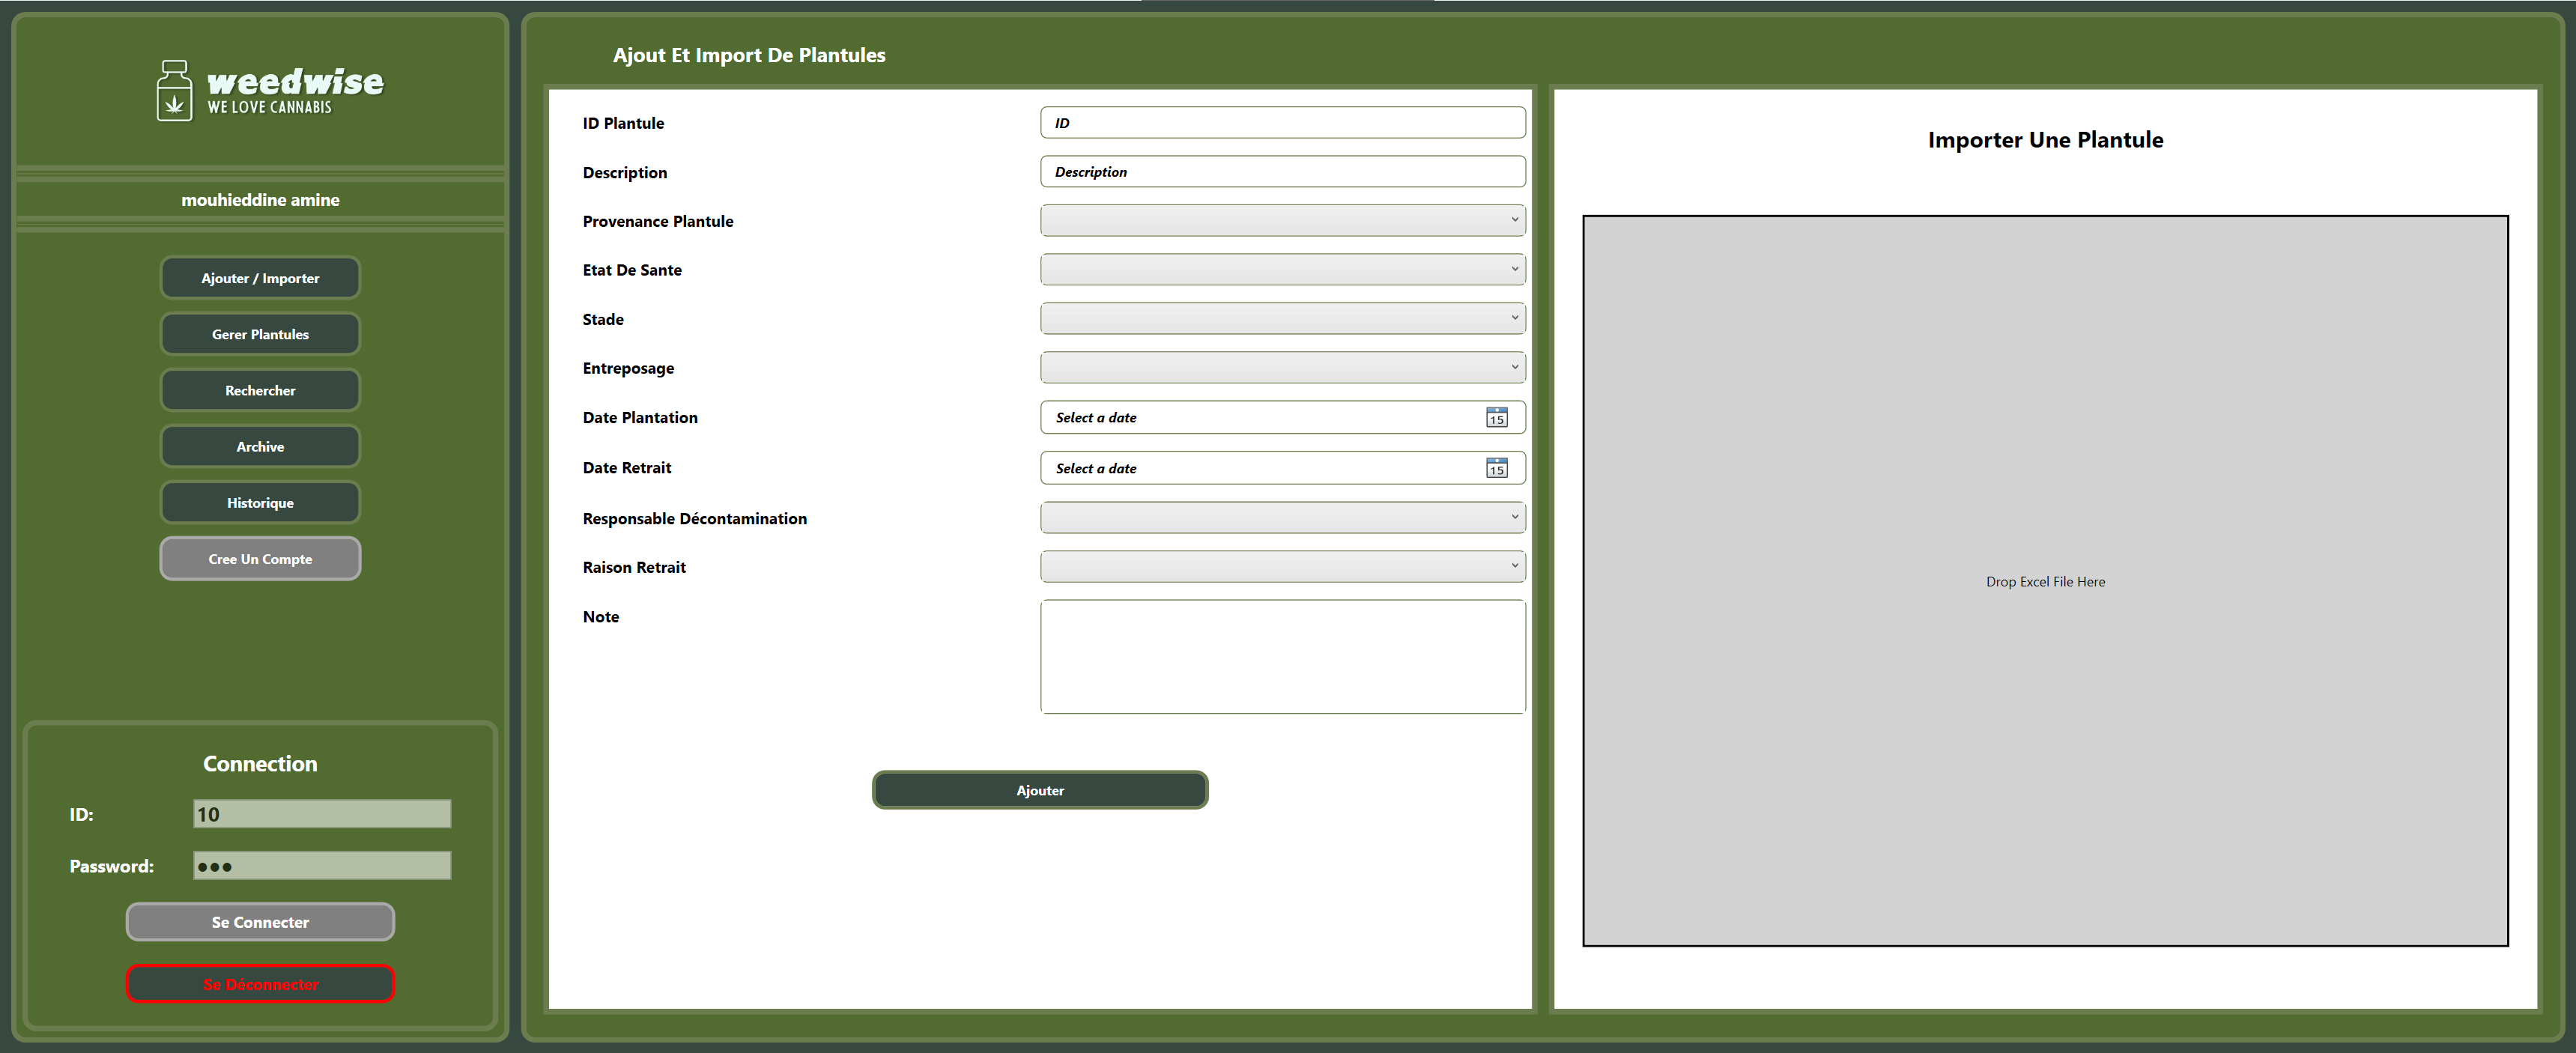 weedwise
WE LOVE CANNABIS
mouhieddine amine
Ajouter / Importer
Gerer Plantules
Rechercher
Archive
Historique
Cree Un Compte
Connection
ID: 10
Password: ●●●
Se Connecter
Se Déconnecter
Ajout Et Import De Plantules
ID Plantule ID
Description Description
Provenance Plantule
Etat De Sante
Stade
Entreposage
Date Plantation Select a date 15
Date Retrait Select a date 15
Responsable Décontamination
Raison Retrait
Note
Ajouter
Importer Une Plantule
Drop Excel File Here